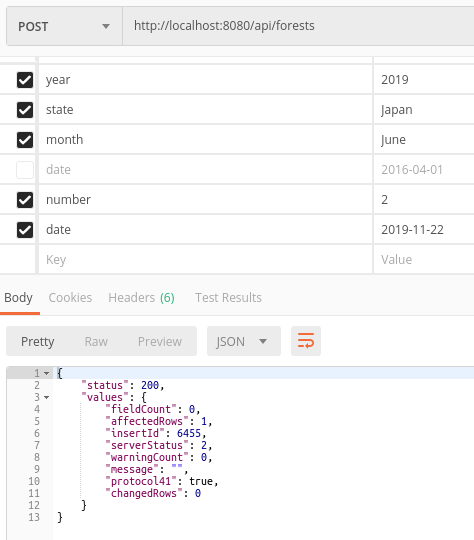 POST http://localhost:8080/api/forests
year 2019
state Japan
month June
date 2016-04-01
number 2
date 2019-11-22
Key Value
Body Cookies Headers (6) Test Results
Pretty Raw Preview JSON
1 {
2 "status": 200,
3 "values": {
4 "fieldCount": 0,
5 "affectedRows": 1,
6 "insertId": 6455,
7 "serverStatus": 2,
8 "warningCount": 0,
9 "message": "",
10 "protocol41": true,
11 "changedRows": 0
12 }
13 }